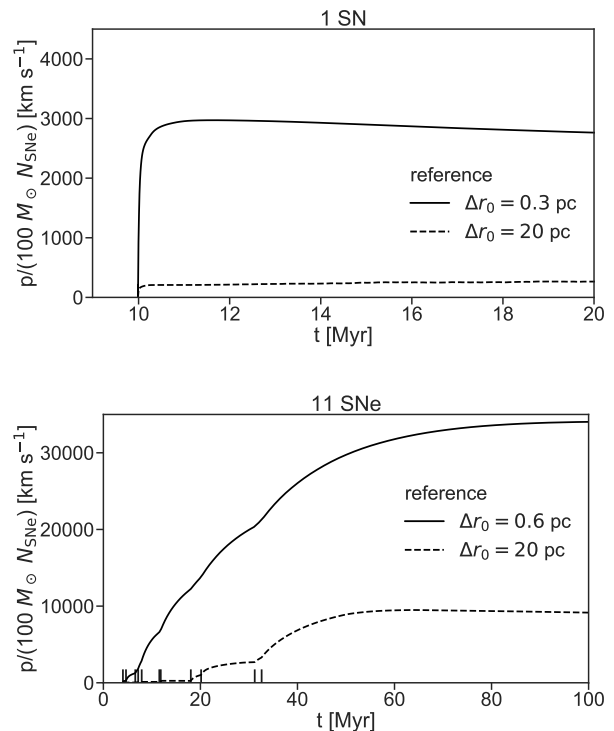 1 SN
p/(100 M⊙ N_SNe) [km s⁻¹]
4000
3000
2000
1000
0
reference
Δr₀ = 0.3 pc
Δr₀ = 20 pc
10 12 14 16 18 20
t [Myr]
11 SNe
p/(100 M⊙ N_SNe) [km s⁻¹]
30000
20000
10000
0
reference
Δr₀ = 0.6 pc
Δr₀ = 20 pc
0 20 40 60 80 100
t [Myr]